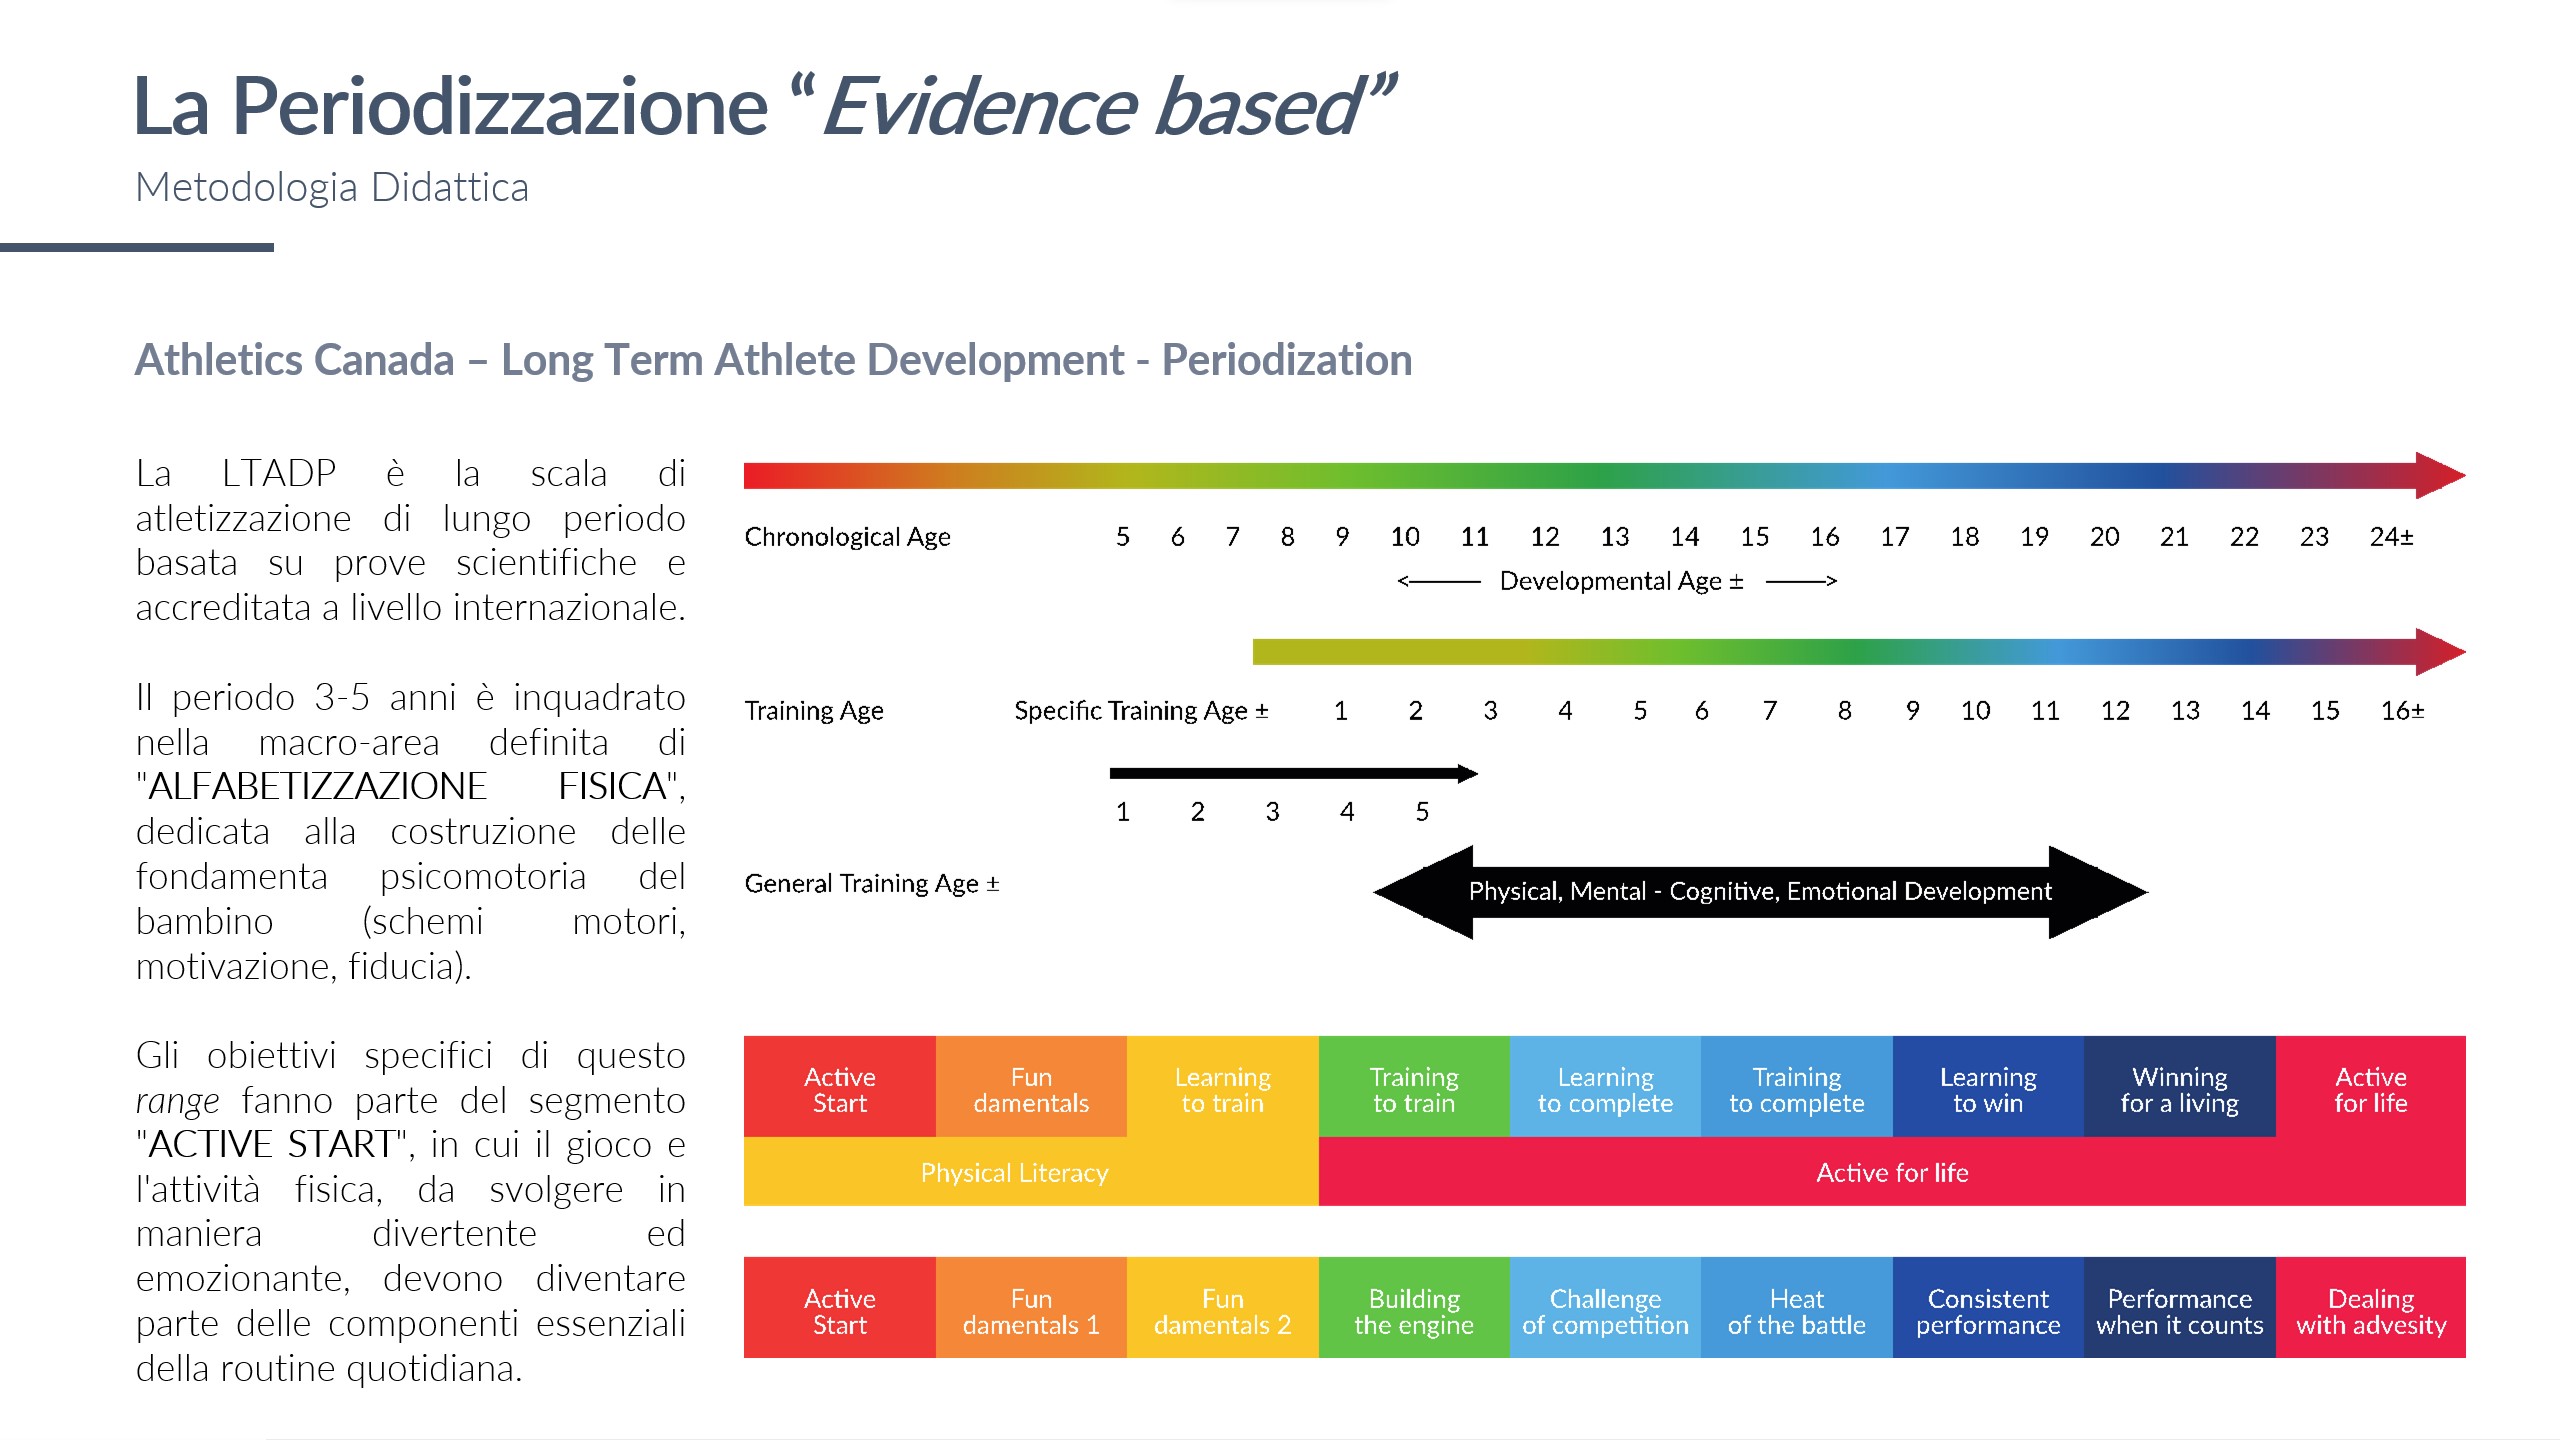 La Periodizzazione “Evidence based”
Metodologia Didattica
Athletics Canada – Long Term Athlete Development - Periodization
La LTADP è la scala di
atletizzazione di lungo periodo
basata su prove scientifiche e
accreditata a livello internazionale.
Il periodo 3-5 anni è inquadrato
nella macro-area definita di
"ALFABETIZZAZIONE FISICA",
dedicata alla costruzione delle
fondamenta psicomotoria del
bambino (schemi motori,
motivazione, fiducia).
Gli obiettivi specifici di questo
range fanno parte del segmento
"ACTIVE START", in cui il gioco e
l'attività fisica, da svolgere in
maniera divertente ed
emozionante, devono diventare
parte delle componenti essenziali
della routine quotidiana.
Chronological Age 5 6 7 8 9 10 11 12 13 14 15 16 17 18 19 20 21 22 23 24±
<—— Developmental Age ± ——>
Training Age Specific Training Age ± 1 2 3 4 5 6 7 8 9 10 11 12 13 14 15 16±
1 2 3 4 5
General Training Age ±
Physical, Mental - Cognitive, Emotional Development
Active
Start
Fun
damentals
Learning
to train
Training
to train
Learning
to complete
Training
to complete
Learning
to win
Winning
for a living
Active
for life
Physical Literacy
Active for life
Active
Start
Fun
damentals 1
Fun
damentals 2
Building
the engine
Challenge
of competition
Heat
of the battle
Consistent
performance
Performance
when it counts
Dealing
with advesity